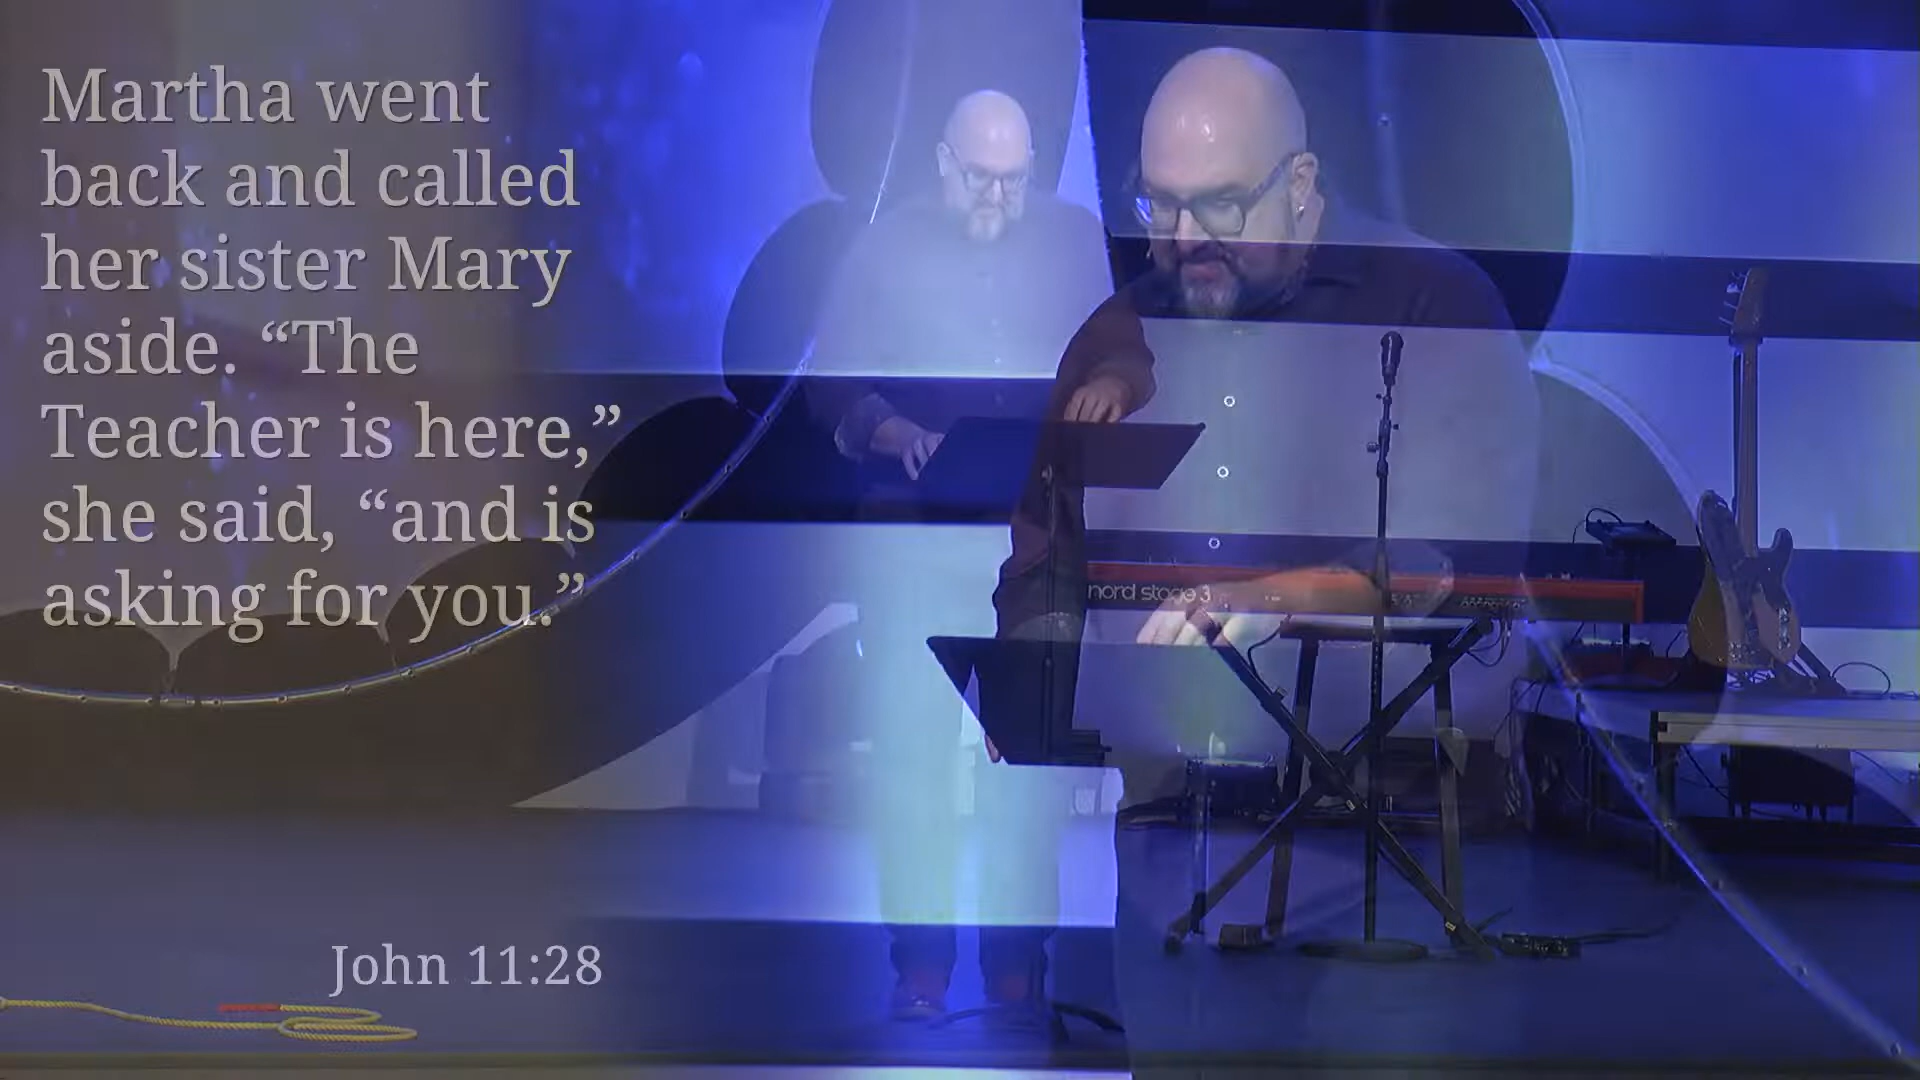 Martha went
back and called
her sister Mary
aside. “The
Teacher is here,”
she said, “and is
asking for you.”
John 11:28
nord stage 3